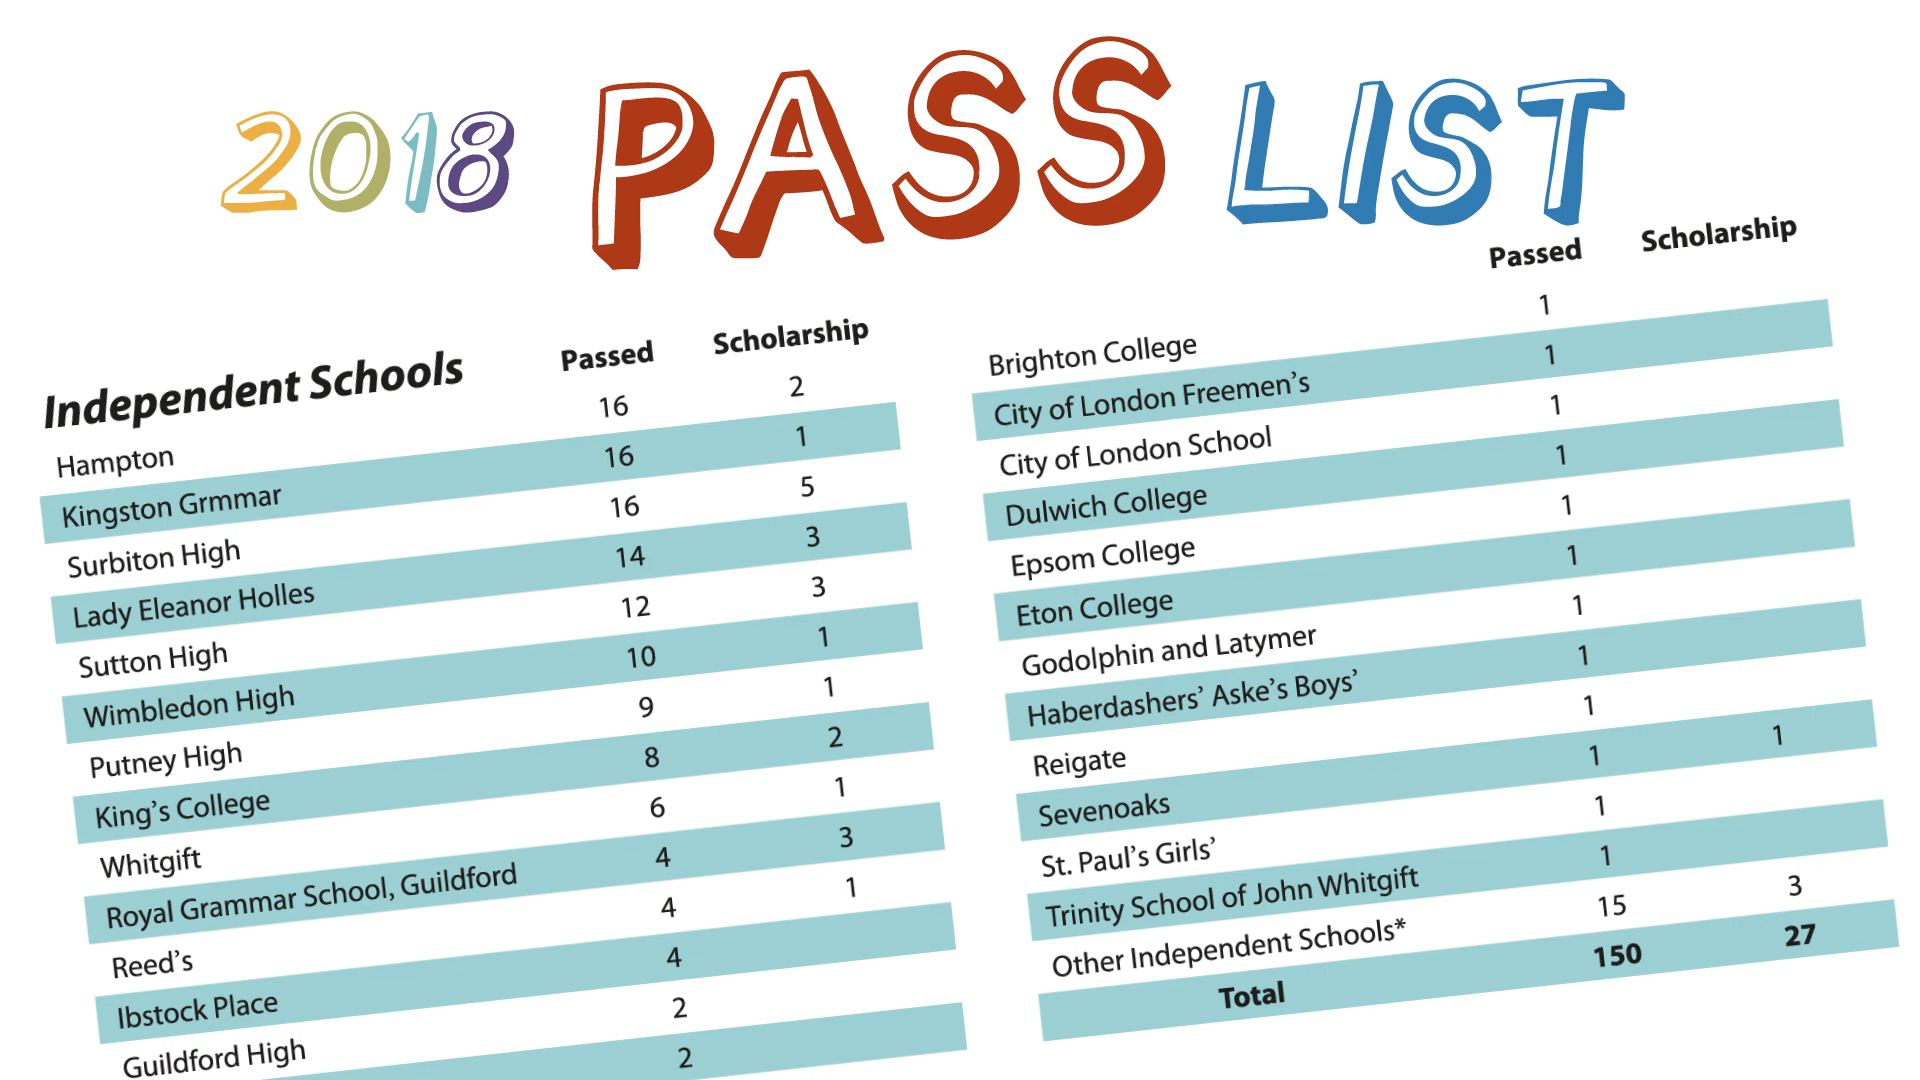 2018 PASS LIST
Independent Schools Passed Scholarship
Hampton 16 2
Kingston Grmmar 16 1
Surbiton High 16 5
Lady Eleanor Holles 14 3
Sutton High 12 3
Wimbledon High 10 1
Putney High 9 1
King’s College 8 2
Whitgift 6 1
Royal Grammar School, Guildford 4 3
Reed’s 4 1
Ibstock Place 4
Guildford High 2
2
Passed Scholarship
Brighton College 1
City of London Freemen’s 1
City of London School 1
Dulwich College 1
Epsom College 1
Eton College 1
Godolphin and Latymer 1
Haberdashers’ Aske’s Boys’ 1
Reigate 1
Sevenoaks 1 1
St. Paul’s Girls’ 1
Trinity School of John Whitgift 1
Other Independent Schools* 15 3
Total 150 27